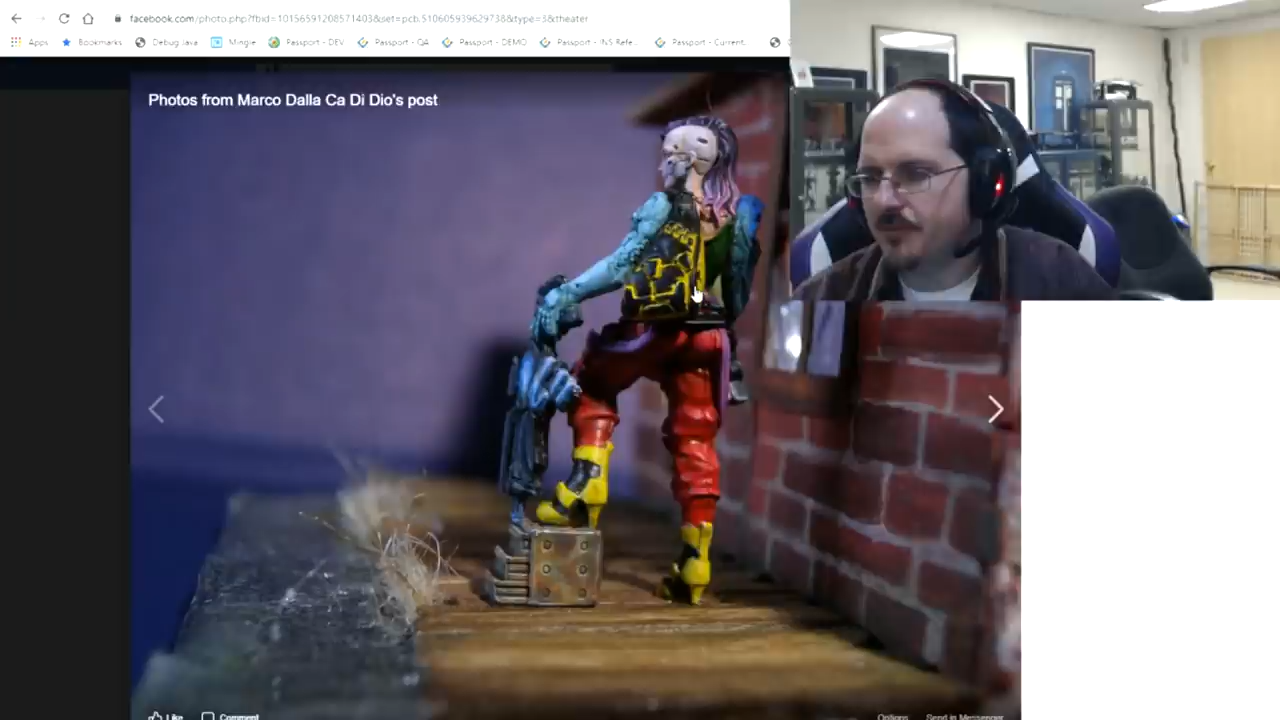 facebook.com/photo.php?fbid=10156591208571403&set=pcb.510605939629738&type=3&theater
Apps Bookmarks Debug Java Mingle Passport - DEV Passport - QA Passport - DEMO Passport - INS Refe... Passport - Current...
Photos from Marco Dalla Ca Di Dio's post
Like Comment Options Send in Messenger